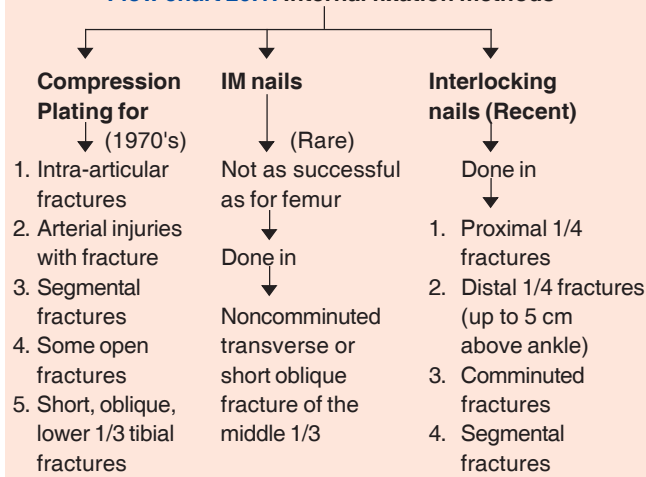 Flow chart Internal fixation methods
Compression
Plating for
(1970's)
1. Intra-articular
fractures
2. Arterial injuries
with fracture
3. Segmental
fractures
4. Some open
fractures
5. Short, oblique,
lower 1/3 tibial
fractures
IM nails
(Rare)
Not as successful
as for femur
Done in
Noncomminuted
transverse or
short oblique
fracture of the
middle 1/3
Interlocking
nails (Recent)
Done in
1. Proximal 1/4
fractures
2. Distal 1/4 fractures
(up to 5 cm
above ankle)
3. Comminuted
fractures
4. Segmental
fractures